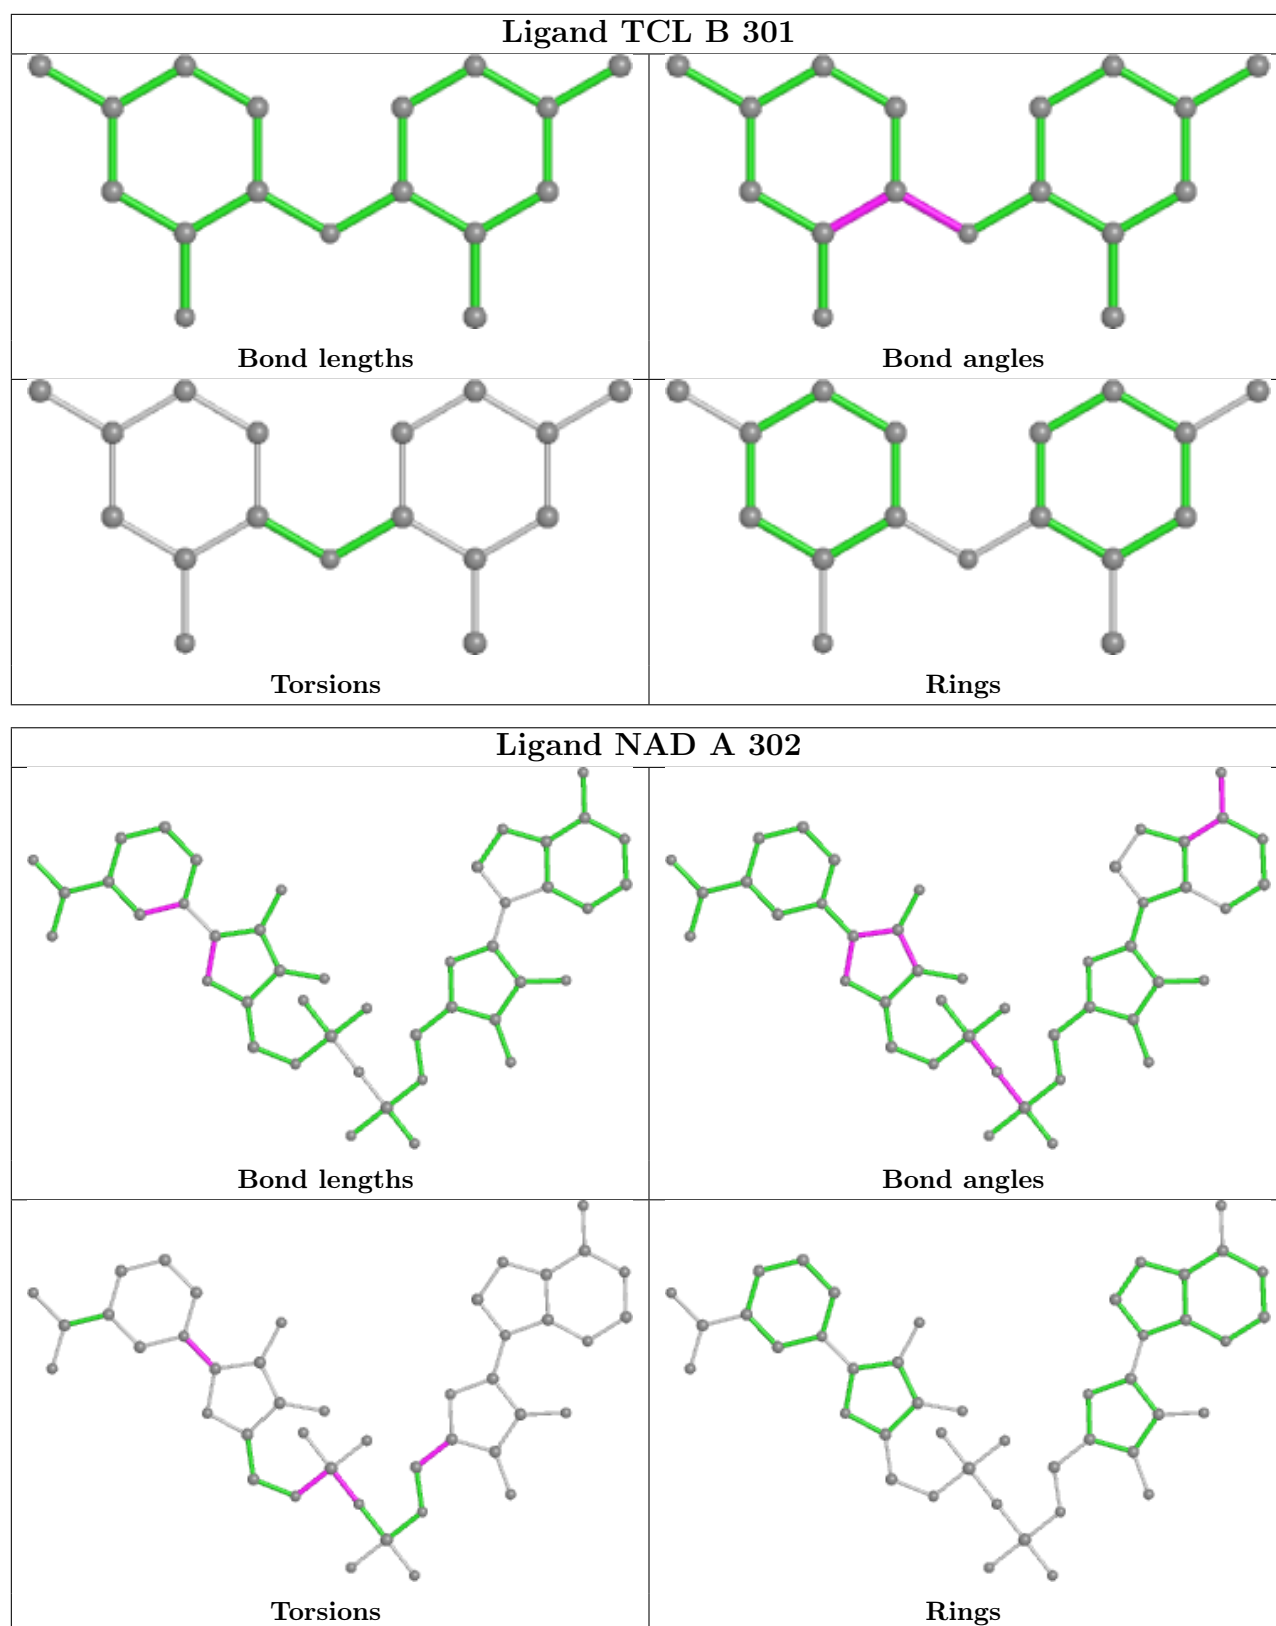 Ligand TCL B 301
Bond lengths
Bond angles
Torsions
Rings
Ligand NAD A 302
Bond lengths
Bond angles
Torsions
Rings